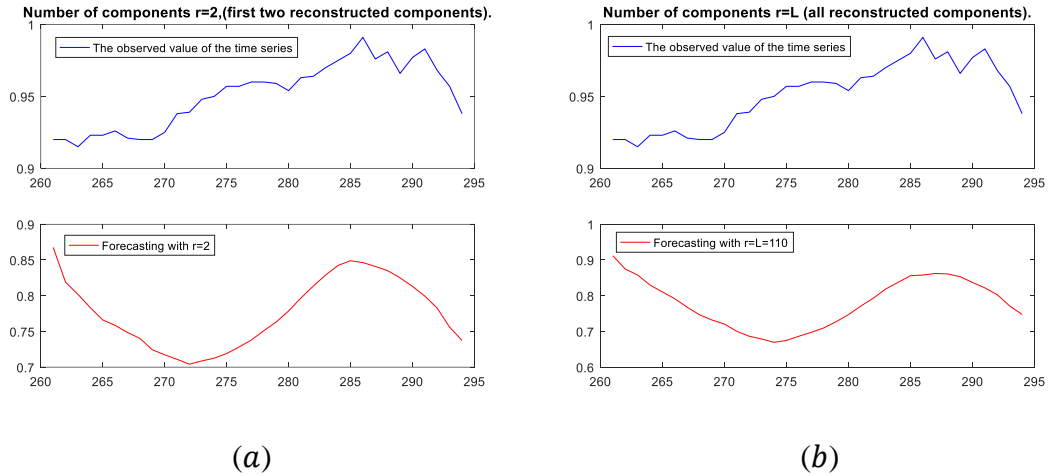 Number of components r=2,(first two reconstructed components).
1
0.95
0.9
The observed value of the time series
260 265 270 275 280 285 290 295
0.9
0.85
0.8
0.75
0.7
Forecasting with r=2
260 265 270 275 280 285 290 295
(a)
Number of components r=L (all reconstructed components).
1
0.95
0.9
The observed value of the time series
260 265 270 275 280 285 290 295
1
0.9
0.8
0.7
0.6
Forecasting with r=L=110
260 265 270 275 280 285 290 295
(b)